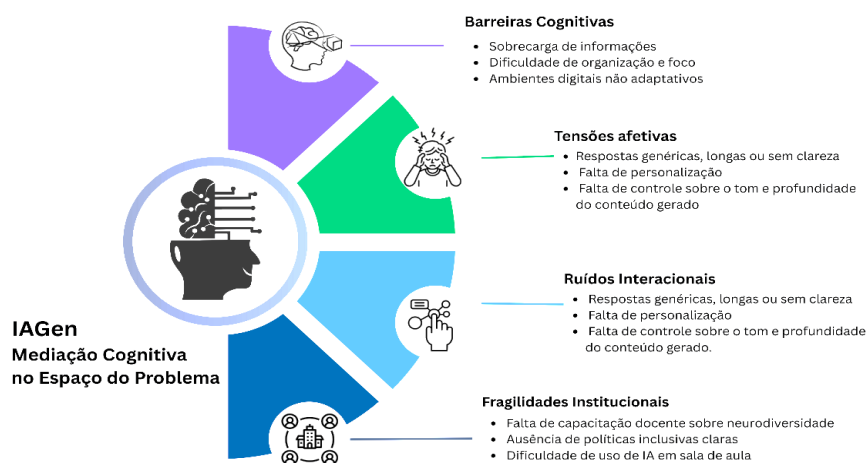 Barreiras Cognitivas
• Sobrecarga de informações
• Dificuldade de organização e foco
• Ambientes digitais não adaptativos
Tensões afetivas
• Respostas genéricas, longas ou sem clareza
• Falta de personalização
• Falta de controle sobre o tom e profundidade
do conteúdo gerado
Ruídos Interacionais
• Respostas genéricas, longas ou sem clareza
• Falta de personalização
• Falta de controle sobre o tom e profundidade
do conteúdo gerado.
IAGen
Mediação Cognitiva
no Espaço do Problema
Fragilidades Institucionais
• Falta de capacitação docente sobre neurodiversidade
• Ausência de políticas inclusivas claras
• Dificuldade de uso de IA em sala de aula